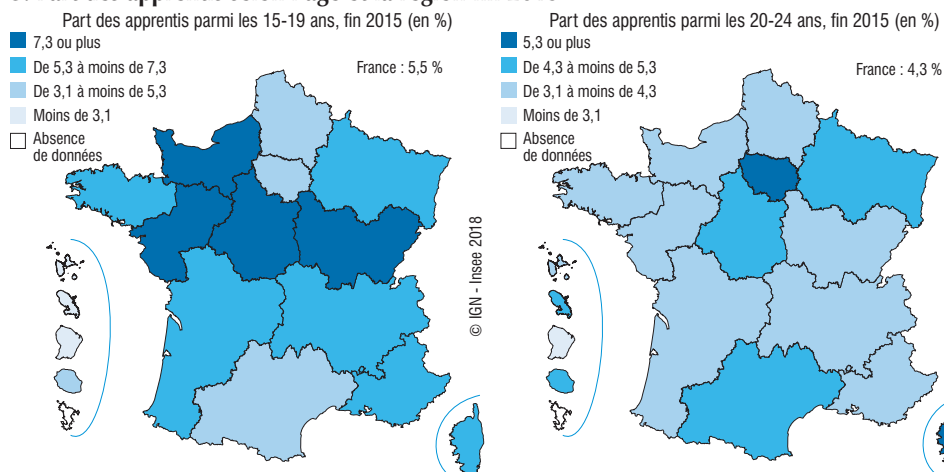 Part des apprentis parmi les 15-19 ans, fin 2015 (en %)
7,3 ou plus
De 5,3 à moins de 7,3
De 3,1 à moins de 5,3
Moins de 3,1
Absence
de données
France : 5,5 %
© IGN - Insee 2018
Part des apprentis parmi les 20-24 ans, fin 2015 (en %)
5,3 ou plus
De 4,3 à moins de 5,3
De 3,1 à moins de 4,3
Moins de 3,1
Absence
de données
France : 4,3 %